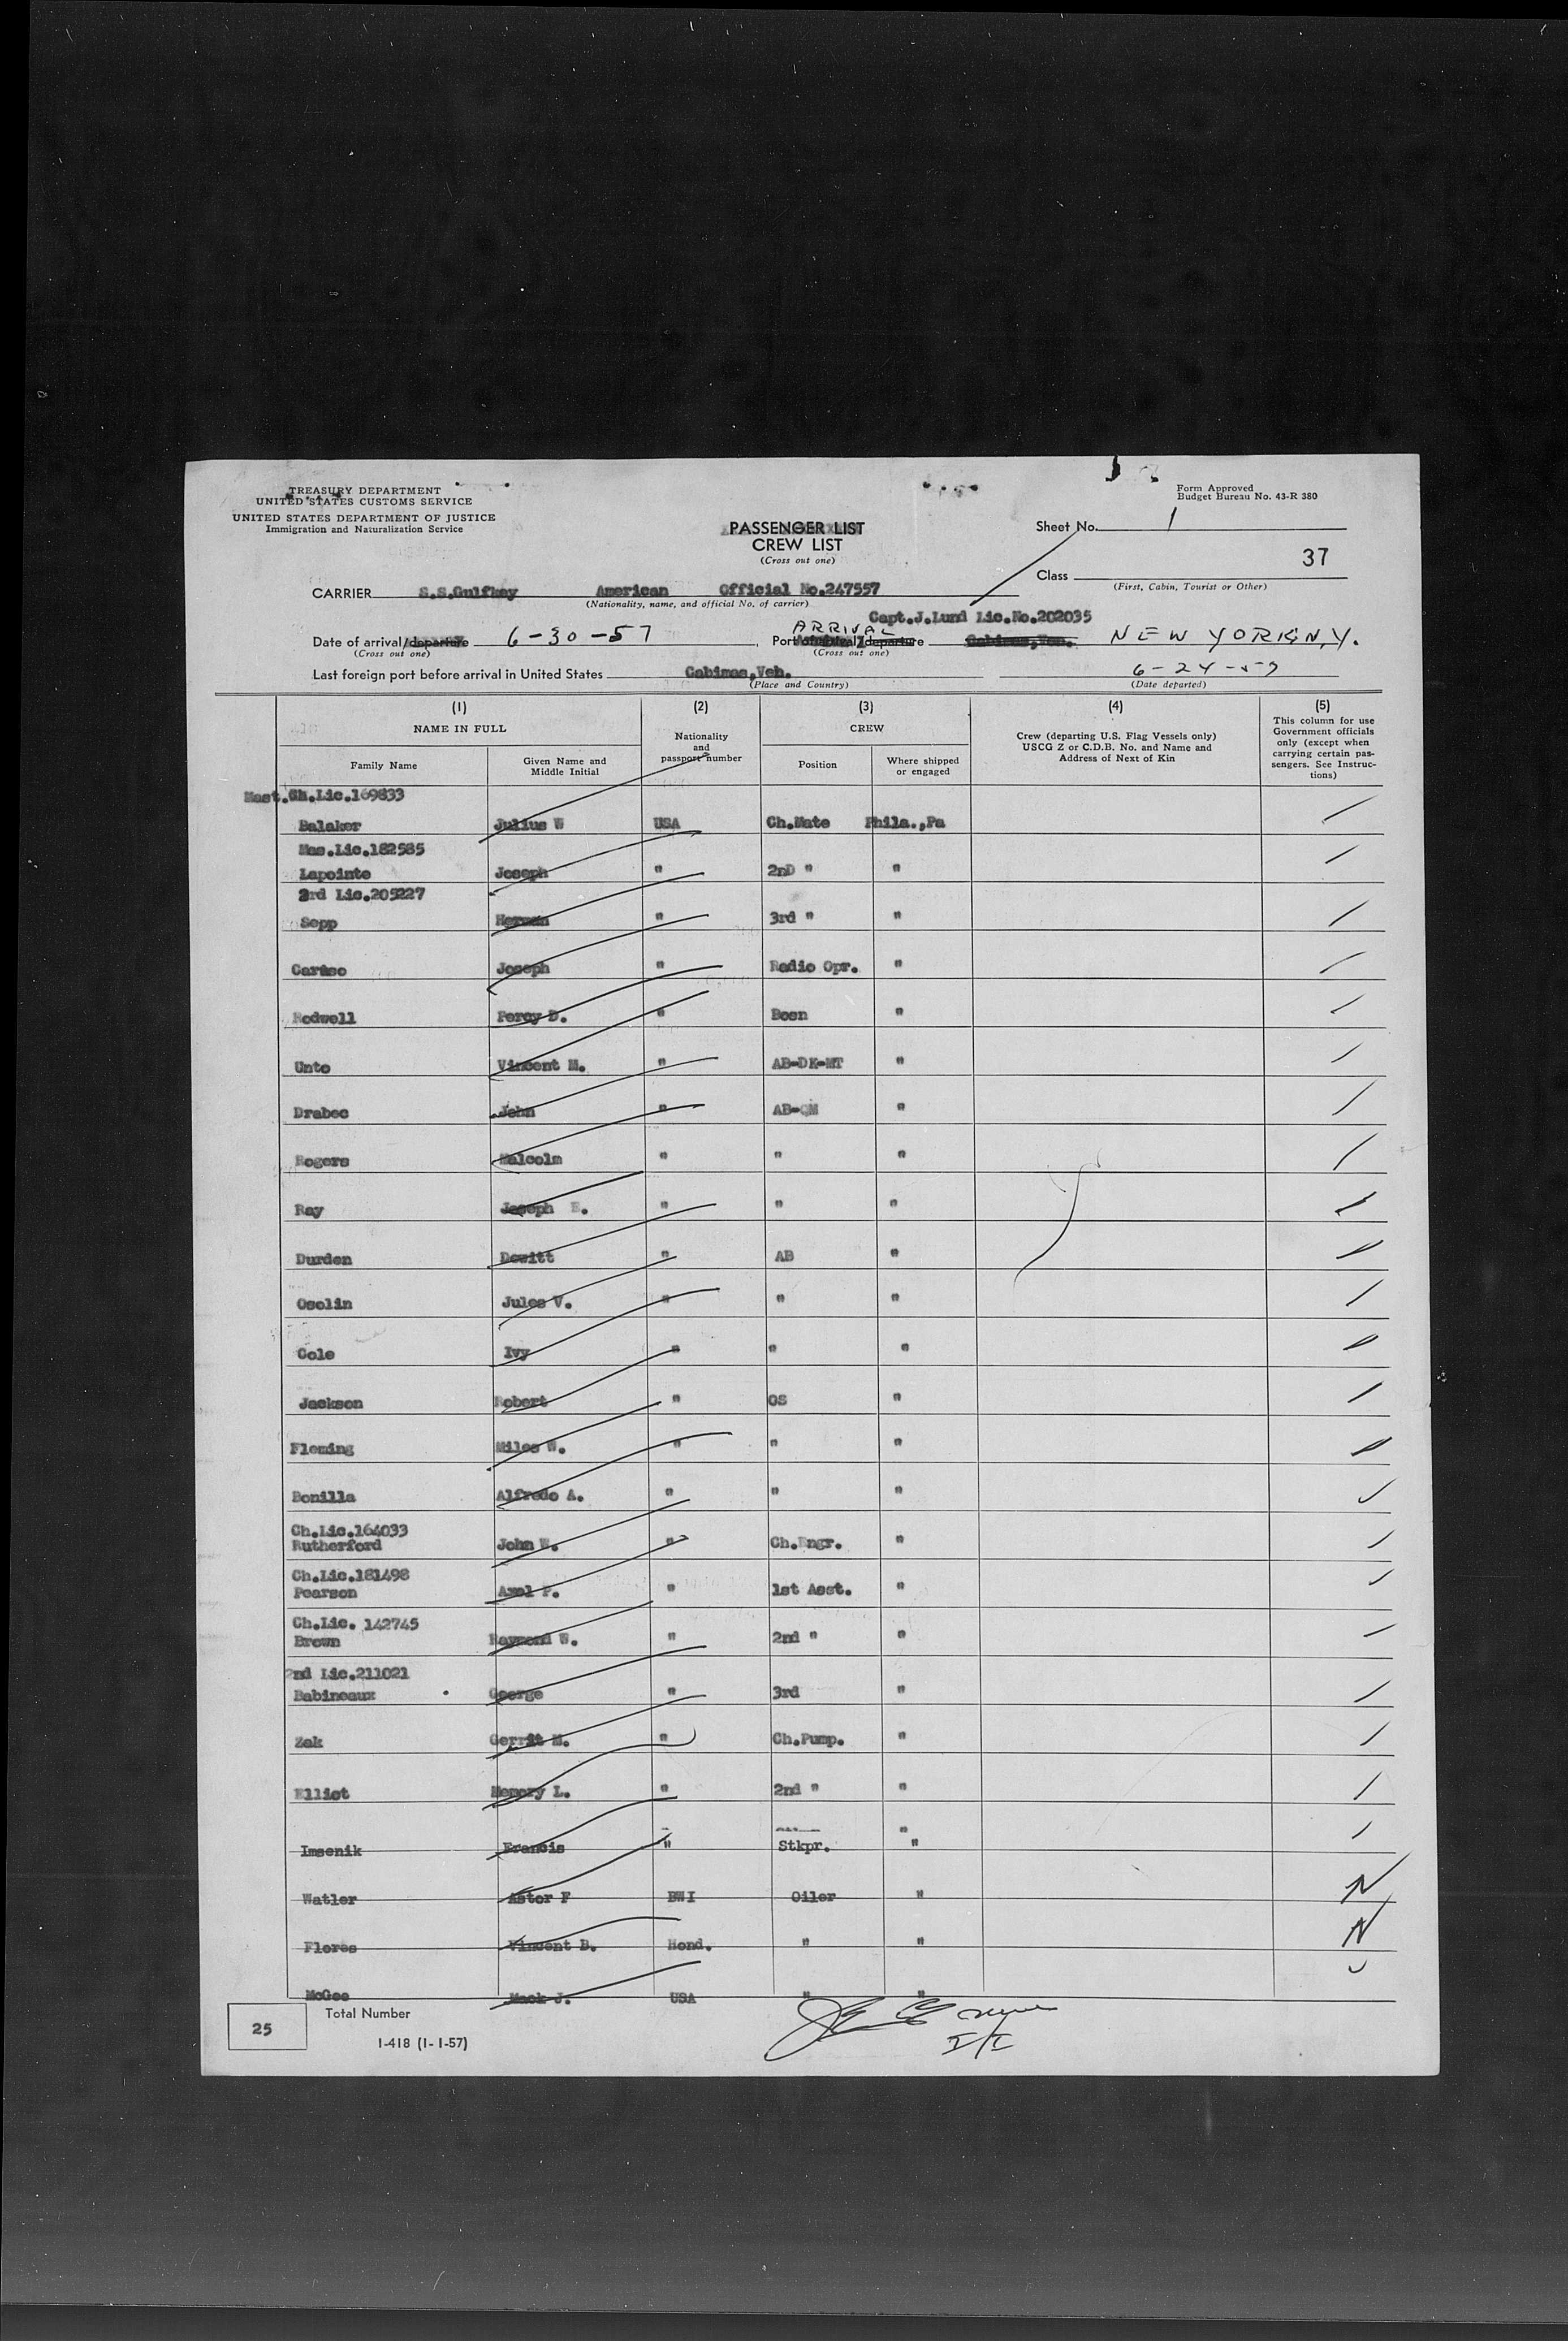 TREASURY DEPARTMENT
UNITED STATES CUSTOMS SERVICE
UNITED STATES DEPARTMENT OF JUSTICE
Immigration and Naturalization Service
Form Approved
Budget Bureau No. 43-R 380
PASSENGER LIST
CREW LIST
(Cross out one)
Sheet No. 1
37
Class
(First, Cabin, Tourist or Other)
CARRIER S.S.Gulfkey American Official No.247557
(Nationality, name, and official No. of carrier)
Capt.J.Lund Lic.No.202035
ARRIVAL
Date of arrival/departure 6-30-57, Port of arrival/departure Cabimas,Ven. NEW YORK N,Y.
(Cross out one) (Cross out one)
Last foreign port before arrival in United States Cabimas,Veh. 6-24-57
(Place and Country) (Date departed)
(1) (2) (3) (4) (5)
NAME IN FULL
Nationality and passport number
CREW
Crew (departing U.S. Flag Vessels only) USCG Z or C.D.B. No. and Name and Address of Next of Kin
This column for use Government officials only (except when carrying certain passengers. See Instructions)
Family Name
Given Name and Middle Initial
Position
Where shipped or engaged
Mast.Ch.Lic.169833
Balaker Julius W USA Ch.Mate Phila.,Pa
Mas.Lic.182585
Lapointe Joseph " 2nD " "
3rd Lic.205227
Sepp Herman " 3rd " "
Caruso Joseph " Radio Opr. "
Rodwell Percy D. " Bosn "
Unto Vincent M. " AB-DK-MT "
Drabec John " AB-QM "
Rogers Malcolm " " "
Ray Joseph E. " " "
Durden Dewitt " AB "
Osolin Jules V. " " "
Cole Ivy " " "
Jackson Robert " OS "
Fleming Miles W. " " "
Bonilla Alfredo A. " " "
Ch.Lic.164033
Rutherford John W. " Ch.Engr. "
Ch.Lic.181498
Pearson Axel P. " 1st Asst. "
Ch.Lic. 142745
Brown Raymond W. " 2nd " "
2nd Lic.211021
Babineaux George " 3rd "
Zak Gerrit M. " Ch.Pump. "
Elliot Memory L. " 2nd " "
Imsenik Francis " Stkpr. "
Watler Astor F BWI Oiler " N
Flores Vincent B. Hond. " " N
McGee Mack J. USA " "
25 Total Number
I-418 (1-1-57)
I/I